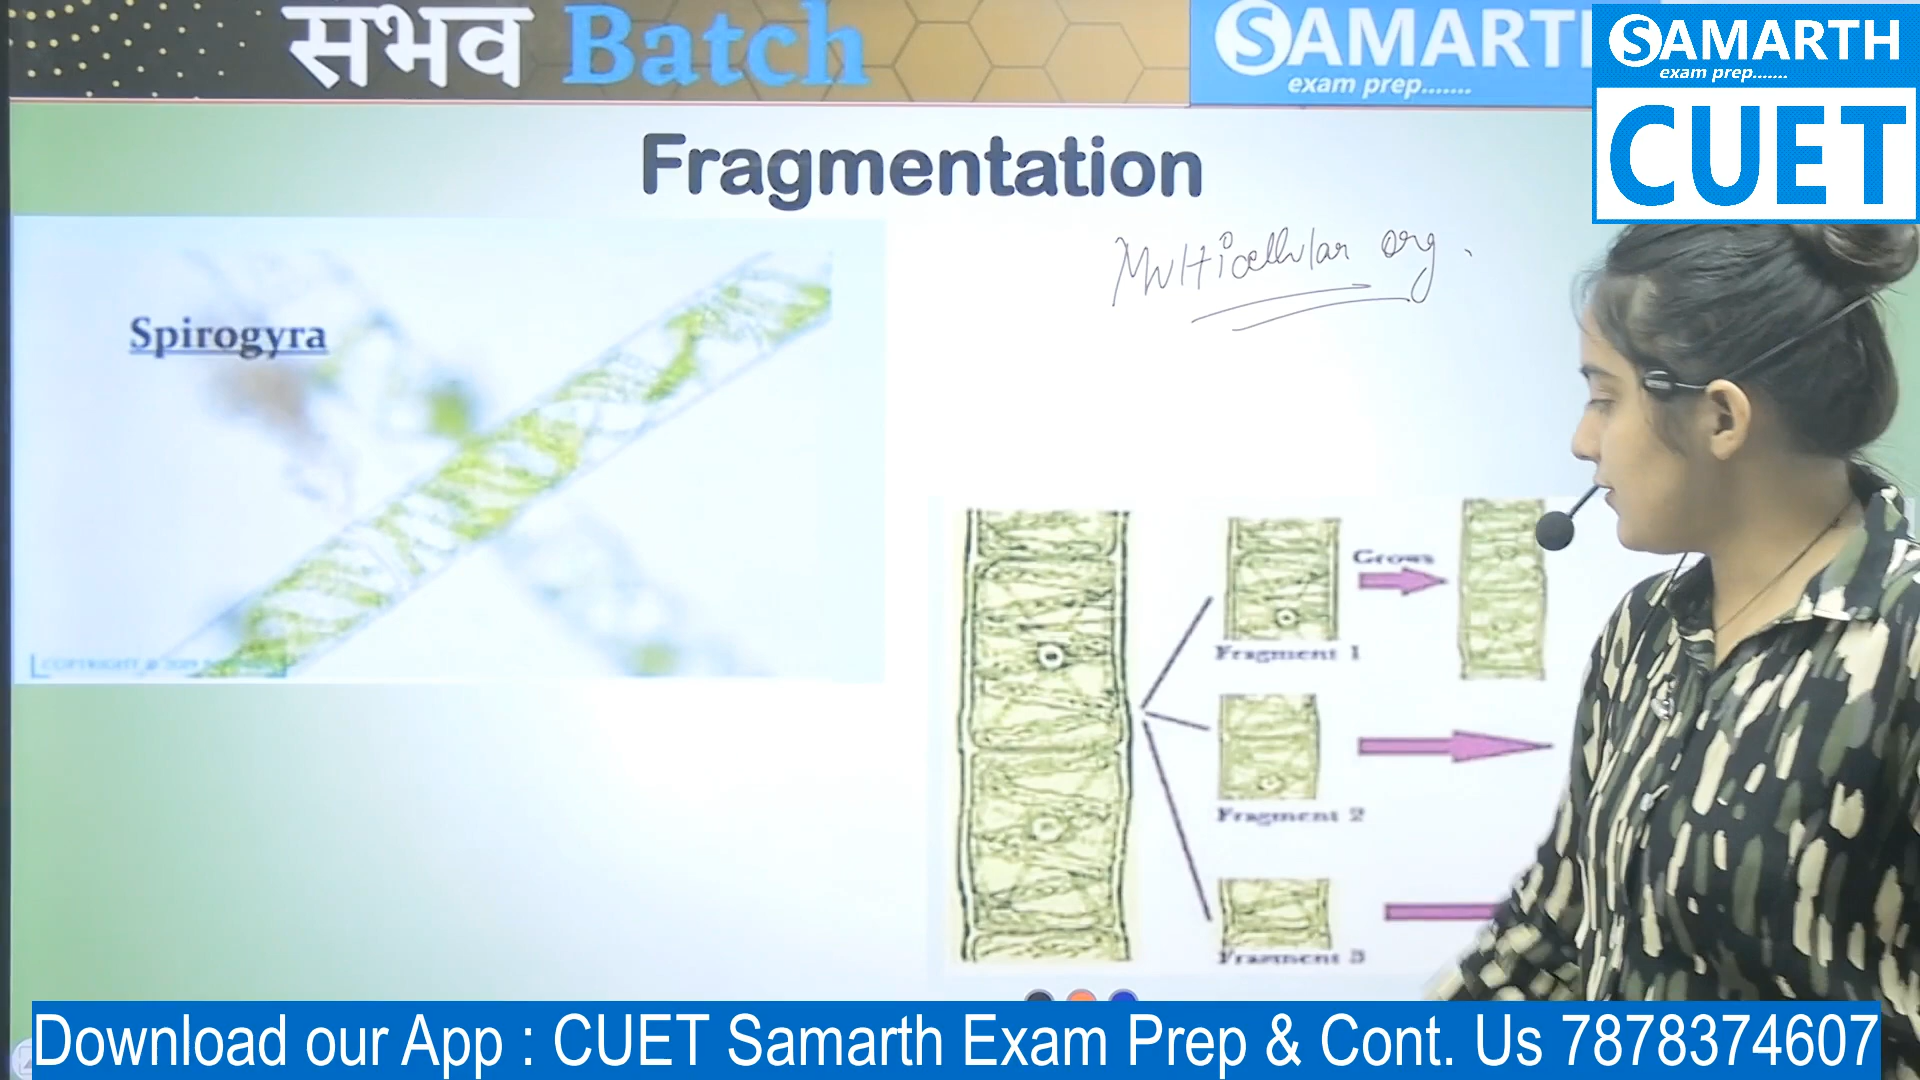 संभव Batch
SAMARTH
exam prep.......
SAMARTH
exam prep.......
CUET
Fragmentation
Multicellular org.
Spirogyra
Grows
Fragment 1
Fragment 2
Fragment 3
Download our App : CUET Samarth Exam Prep & Cont. Us 7878374607